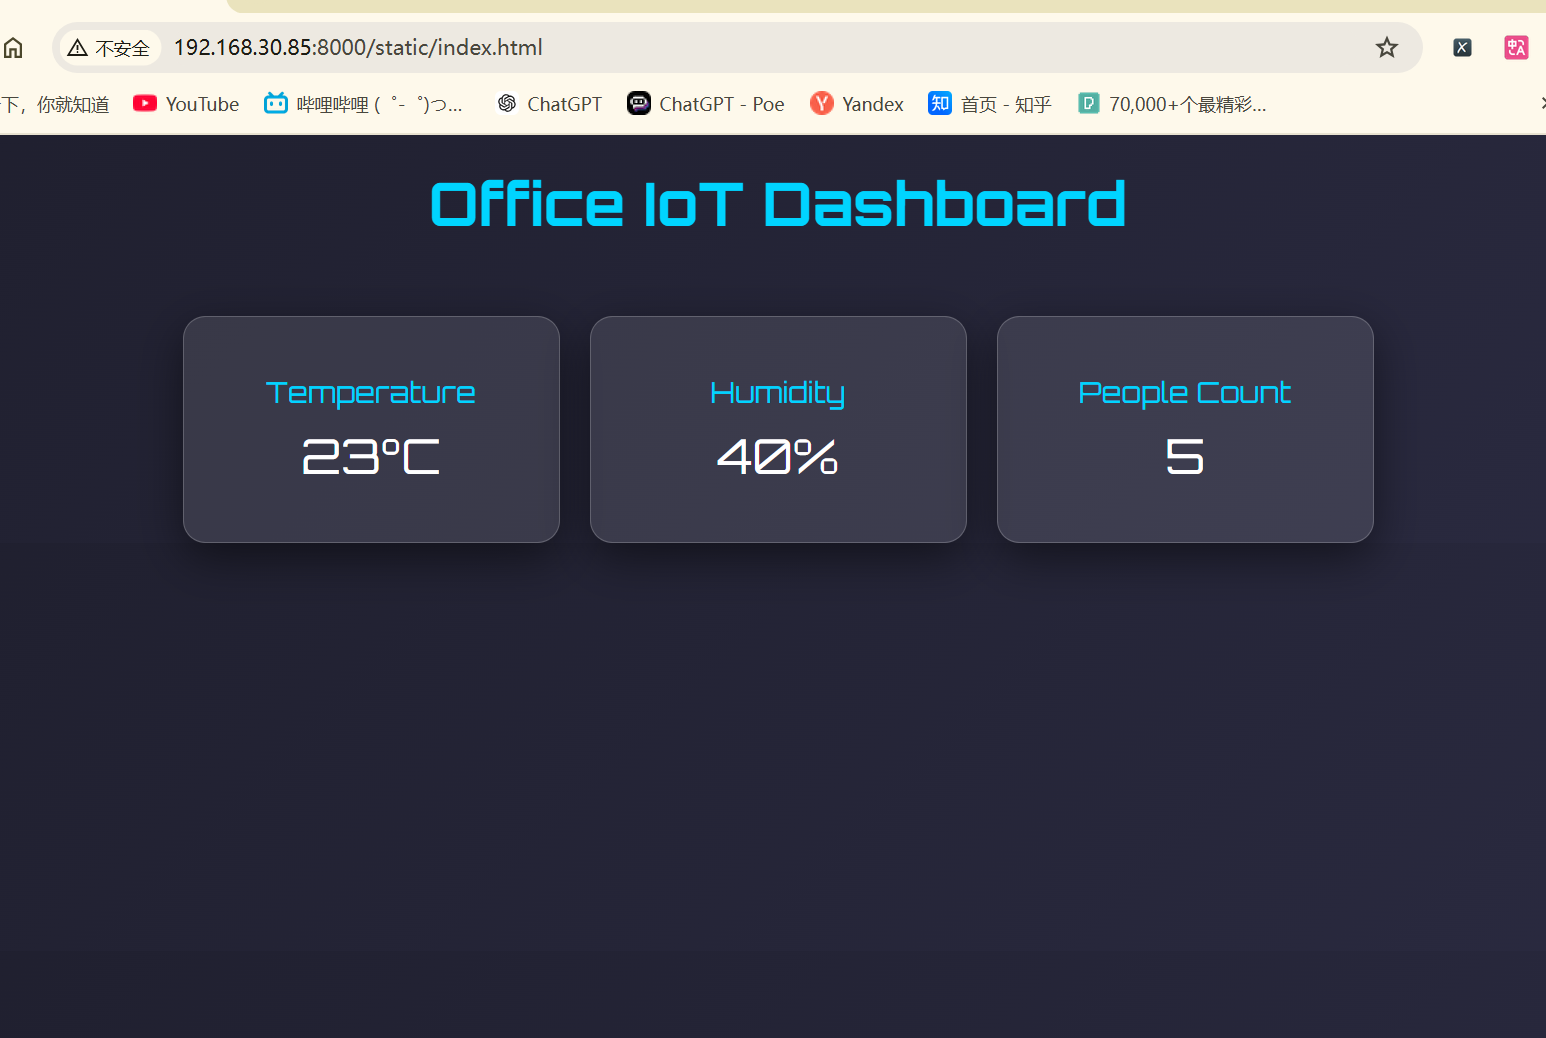 不安全 192.168.30.85:8000/static/index.html
下，你就知道 YouTube 哔哩哔哩 (゜-゜)つ... ChatGPT ChatGPT - Poe Yandex 知 首页 - 知乎 70,000+个最精彩...
Office IoT Dashboard
Temperature
23°C
Humidity
40%
People Count
5